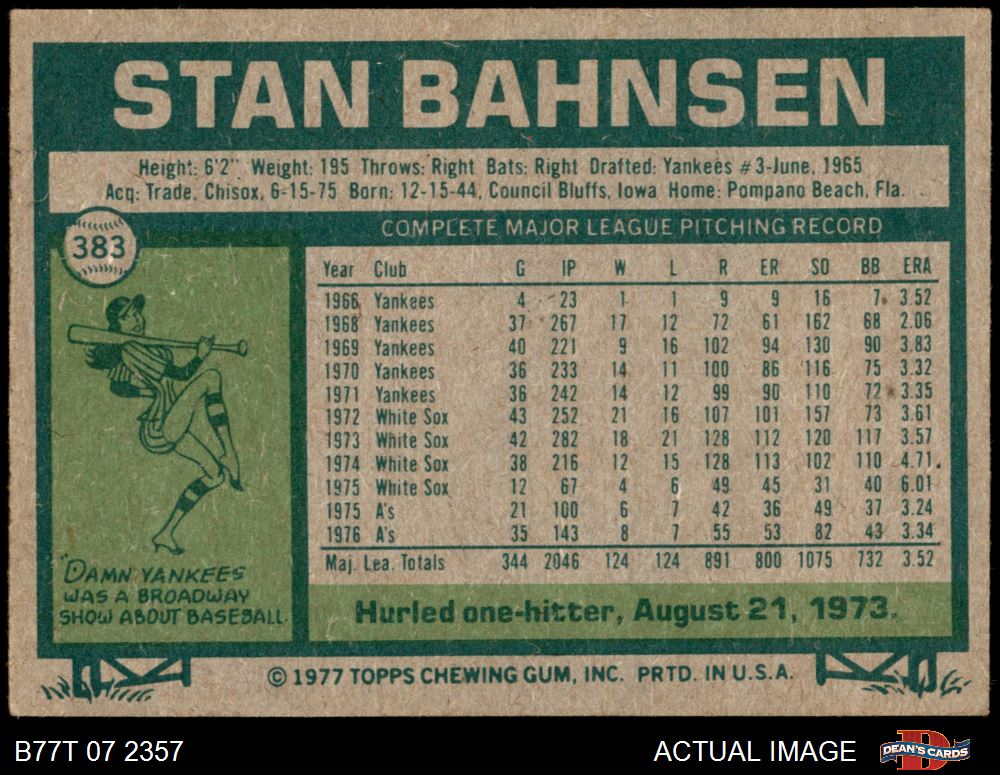 STAN BAHNSEN
Height: 6'2" Weight: 195 Throws: Right Bats: Right Drafted: Yankees #3-June, 1965
Acq: Trade, Chisox, 6-15-75 Born: 12-15-44, Council Bluffs, Iowa Home: Pompano Beach, Fla.
383
COMPLETE MAJOR LEAGUE PITCHING RECORD
Year Club G IP W L R ER SO BB ERA
1966 Yankees 4 23 1 1 9 9 16 7 3.52
1968 Yankees 37 267 17 12 72 61 162 68 2.06
1969 Yankees 40 221 9 16 102 94 130 90 3.83
1970 Yankees 36 233 14 11 100 86 116 75 3.32
1971 Yankees 36 242 14 12 99 90 110 72 3.35
1972 White Sox 43 252 21 16 107 101 157 73 3.61
1973 White Sox 42 282 18 21 128 112 120 117 3.57
1974 White Sox 38 216 12 15 128 113 102 110 4.71
1975 White Sox 12 67 4 6 49 45 31 40 6.01
1975 A's 21 100 6 7 42 36 49 37 3.24
1976 A's 35 143 8 7 55 53 82 43 3.34
Maj. Lea. Totals 344 2046 124 124 891 800 1075 732 3.52
"DAMN YANKEES
WAS A BROADWAY
SHOW ABOUT BASEBALL.
Hurled one-hitter, August 21, 1973.
© 1977 TOPPS CHEWING GUM, INC. PRTD. IN U.S.A.
B77T 07 2357
ACTUAL IMAGE
DEAN'S CARDS